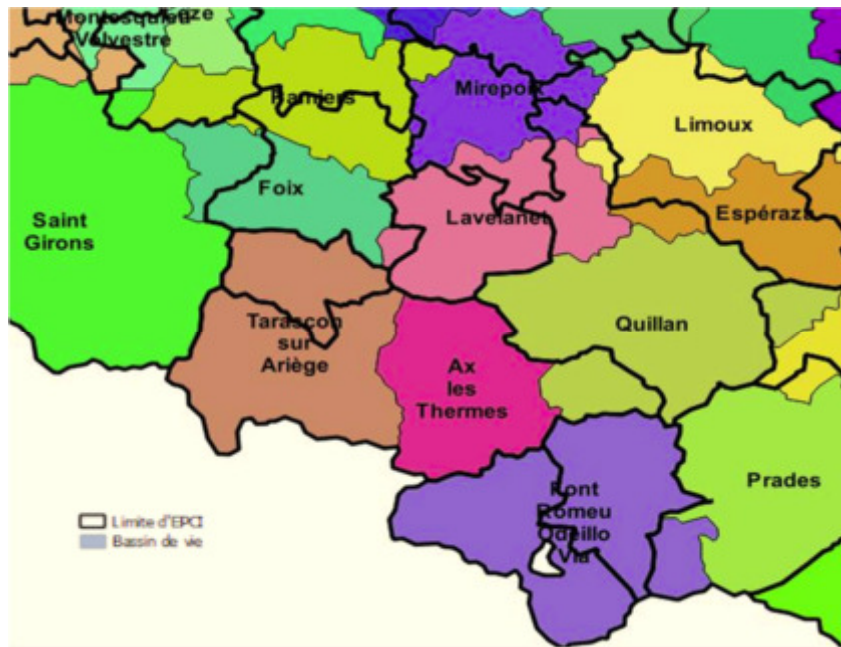 Montesquieu
Volvestre
Pamiers
Mirepoix
Limoux
Foix
Saint
Girons
Lavelanet
Espéraza
Tarascon
sur
Ariège
Quillan
Ax
les
Thermes
Prades
Font
Romeu
Odeillo
Via
Limite d'EPCI
Bassin de vie